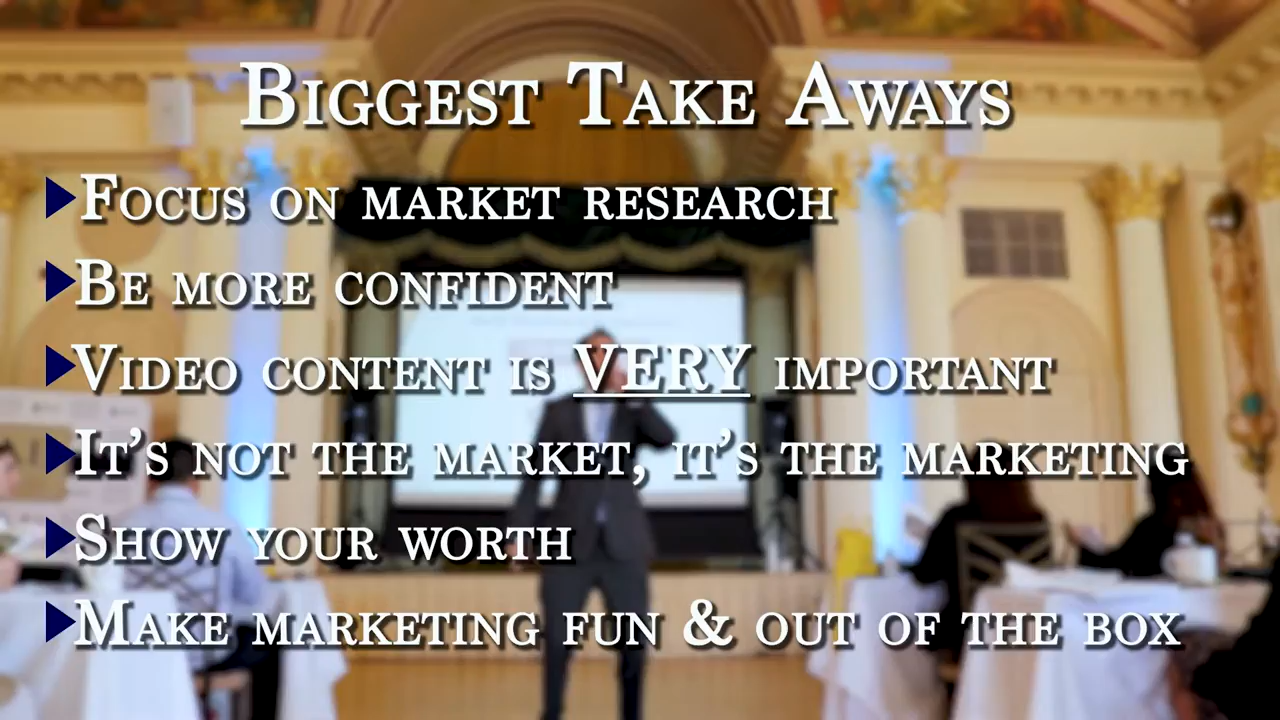 Biggest Take Aways
Focus on market research
Be more confident
Video content is VERY important
It's not the market, it's the marketing
Show your worth
Make marketing fun & out of the box